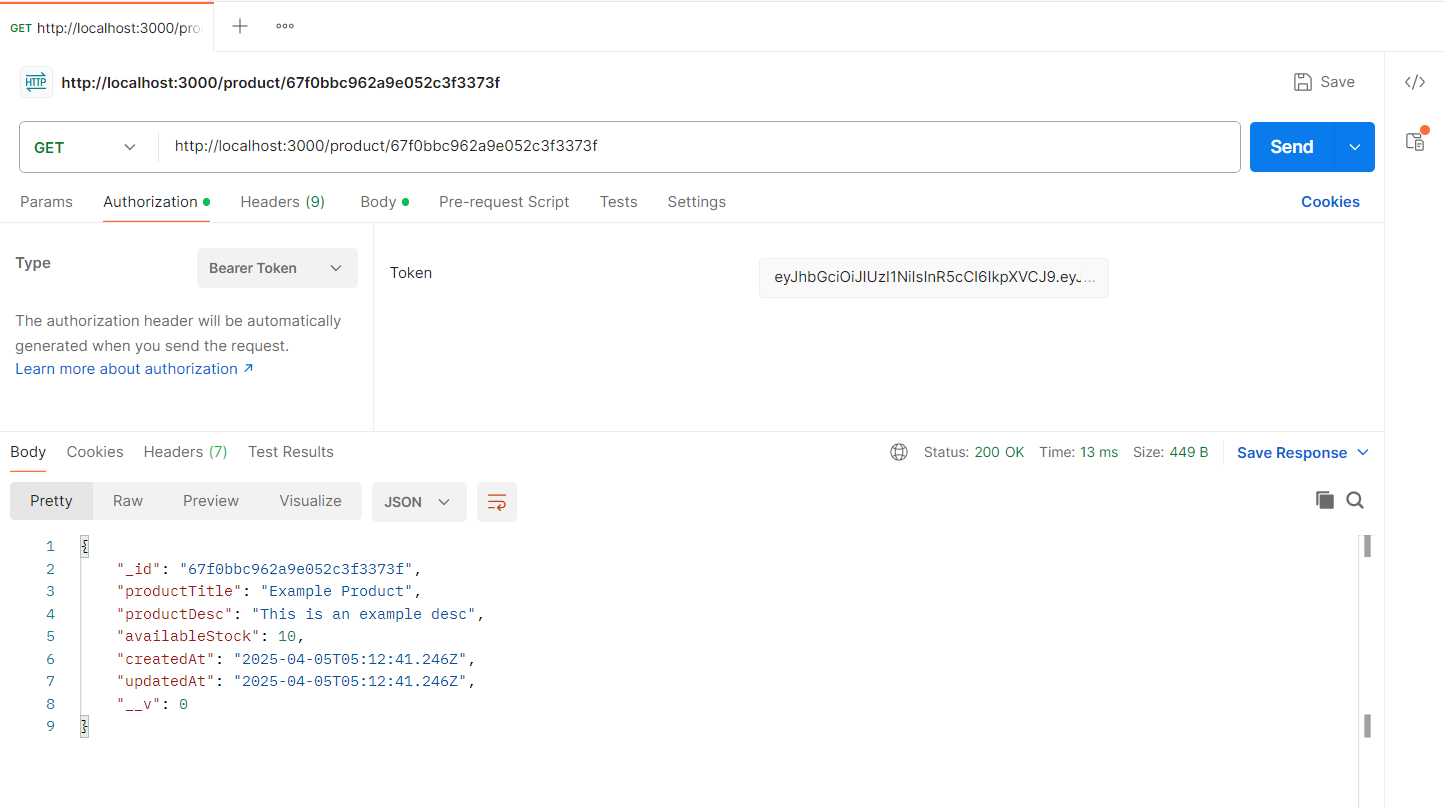 GET http://localhost:3000/pro
HTTP http://localhost:3000/product/67f0bbc962a9e052c3f3373f
Save
GET http://localhost:3000/product/67f0bbc962a9e052c3f3373f Send
Params Authorization Headers (9) Body Pre-request Script Tests Settings Cookies
Type Bearer Token
Token eyJhbGciOiJIUzI1NiIsInR5cCI6IkpXVCJ9.eyJ...
The authorization header will be automatically
generated when you send the request.
Learn more about authorization ↗
Body Cookies Headers (7) Test Results Status: 200 OK Time: 13 ms Size: 449 B Save Response
Pretty Raw Preview Visualize JSON
1 {
2 "_id": "67f0bbc962a9e052c3f3373f",
3 "productTitle": "Example Product",
4 "productDesc": "This is an example desc",
5 "availableStock": 10,
6 "createdAt": "2025-04-05T05:12:41.246Z",
7 "updatedAt": "2025-04-05T05:12:41.246Z",
8 "__v": 0
9 }